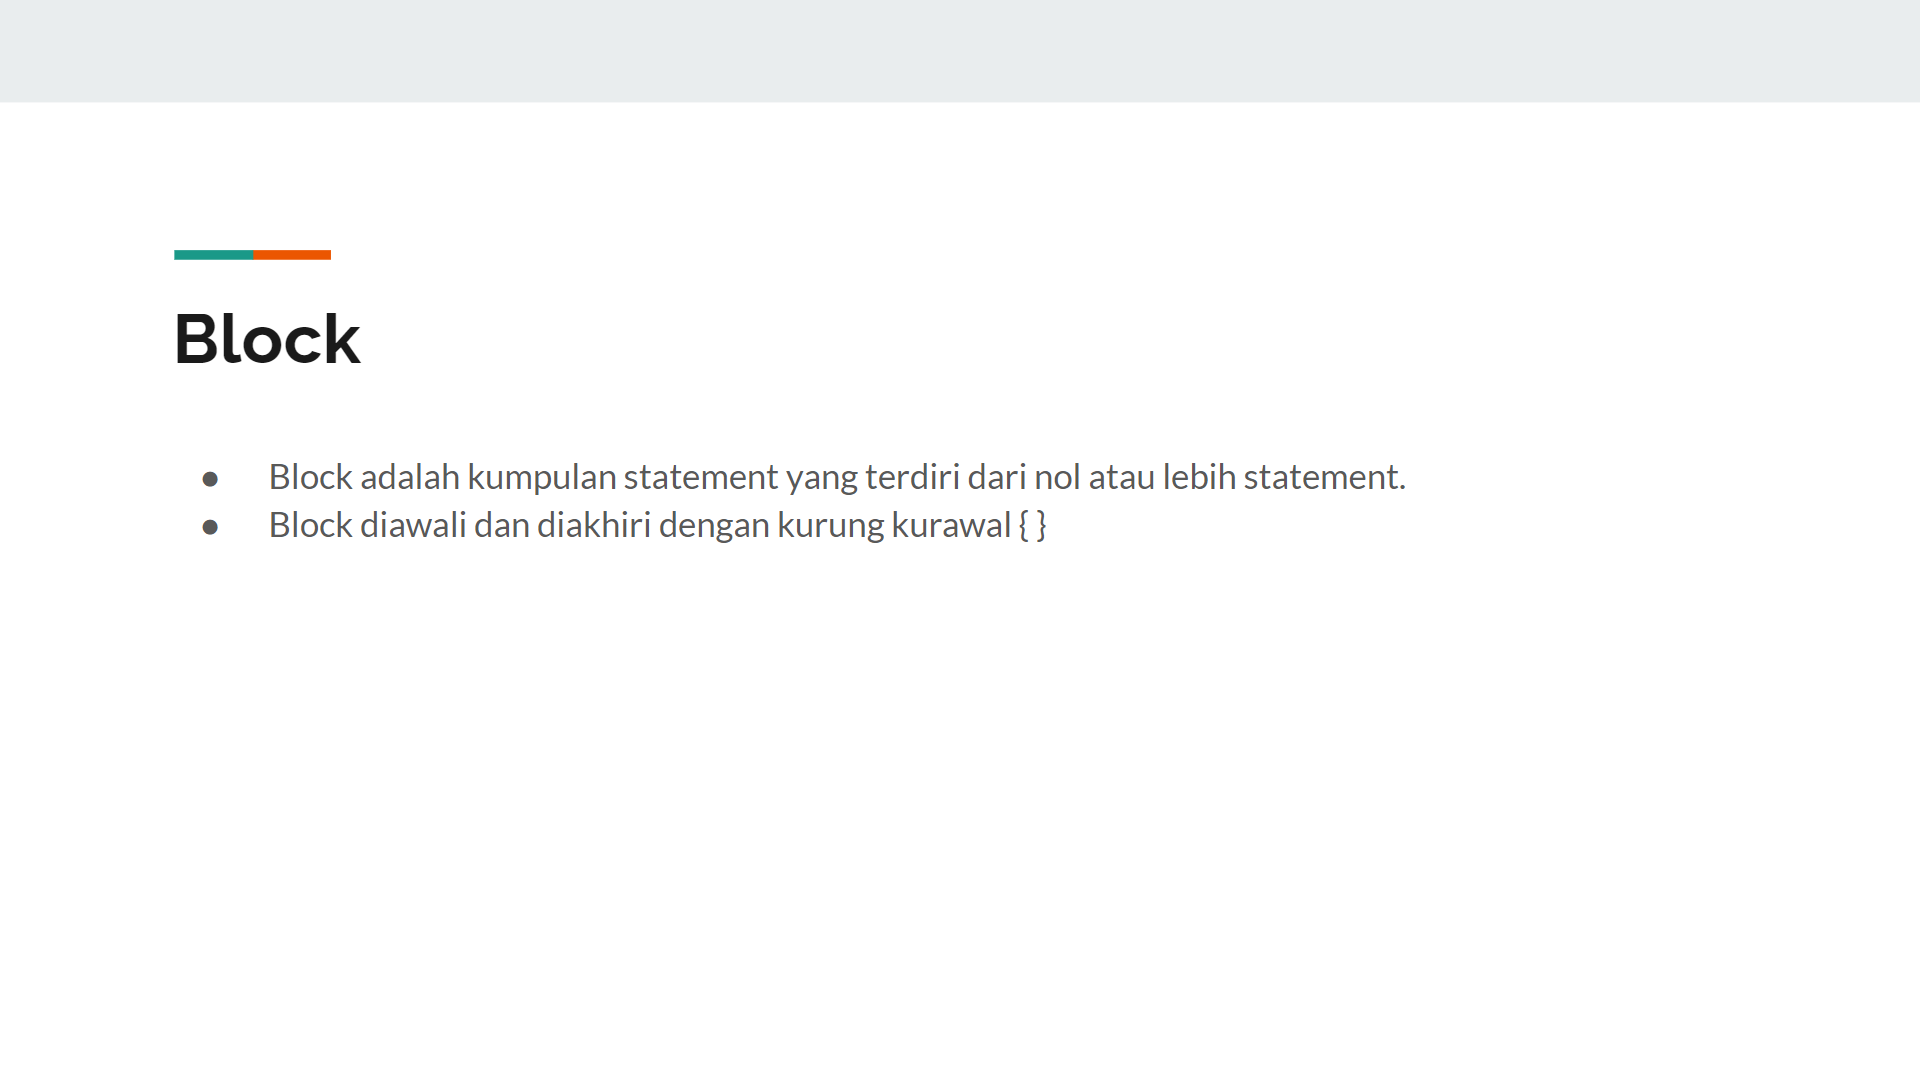 Block
● Block adalah kumpulan statement yang terdiri dari nol atau lebih statement.
● Block diawali dan diakhiri dengan kurung kurawal { }